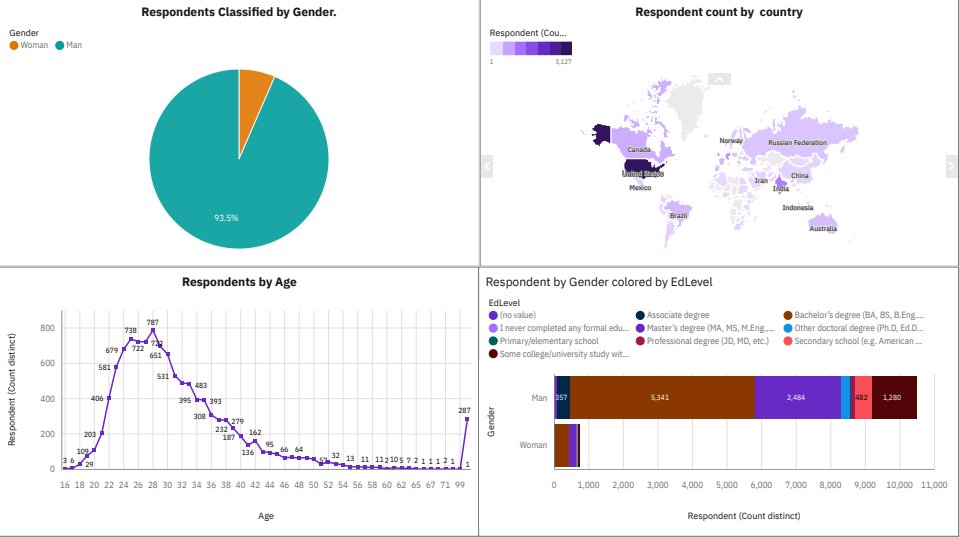 Respondents Classified by Gender.
Gender
Woman Man
93.5%
Respondent count by country
Respondent (Cou...
1 3,127
Norway
Russian Federation
Canada
United States
China
Iran
India
Mexico
Indonesia
Brazil
Australia
Respondents by Age
Respondent (Count distinct)
800
600
400
200
0
3 6 29 109 203 406 581 679 738 722 787 722 651 531 395 483 308 393 232 187 279 136 162 95 66 64 32 13 11 11 2 10 5 7 2 1 1 1 2 1 287 1
16 18 20 22 24 26 28 30 32 34 36 38 40 42 44 46 48 50 52 54 56 58 60 62 65 67 69 71 99
Age
Respondent by Gender colored by EdLevel
EdLevel
(no value) Associate degree Bachelor's degree (BA, BS, B.Eng....
I never completed any formal edu... Master's degree (MA, MS, M.Eng.,... Other doctoral degree (Ph.D, Ed.D...
Primary/elementary school Professional degree (JD, MD, etc.) Secondary school (e.g. American ...
Some college/university study wit...
Gender
Man
357 5,341 2,484 482 1,280
Woman
0 1,000 2,000 3,000 4,000 5,000 6,000 7,000 8,000 9,000 10,000 11,000
Respondent (Count distinct)